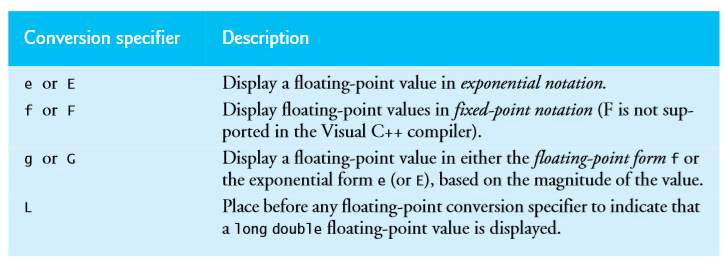 Conversion specifier Description
e or E Display a floating-point value in exponential notation.
f or F Display floating-point values in fixed-point notation (F is not sup-
ported in the Visual C++ compiler).
g or G Display a floating-point value in either the floating-point form f or
the exponential form e (or E), based on the magnitude of the value.
L Place before any floating-point conversion specifier to indicate that
a long double floating-point value is displayed.